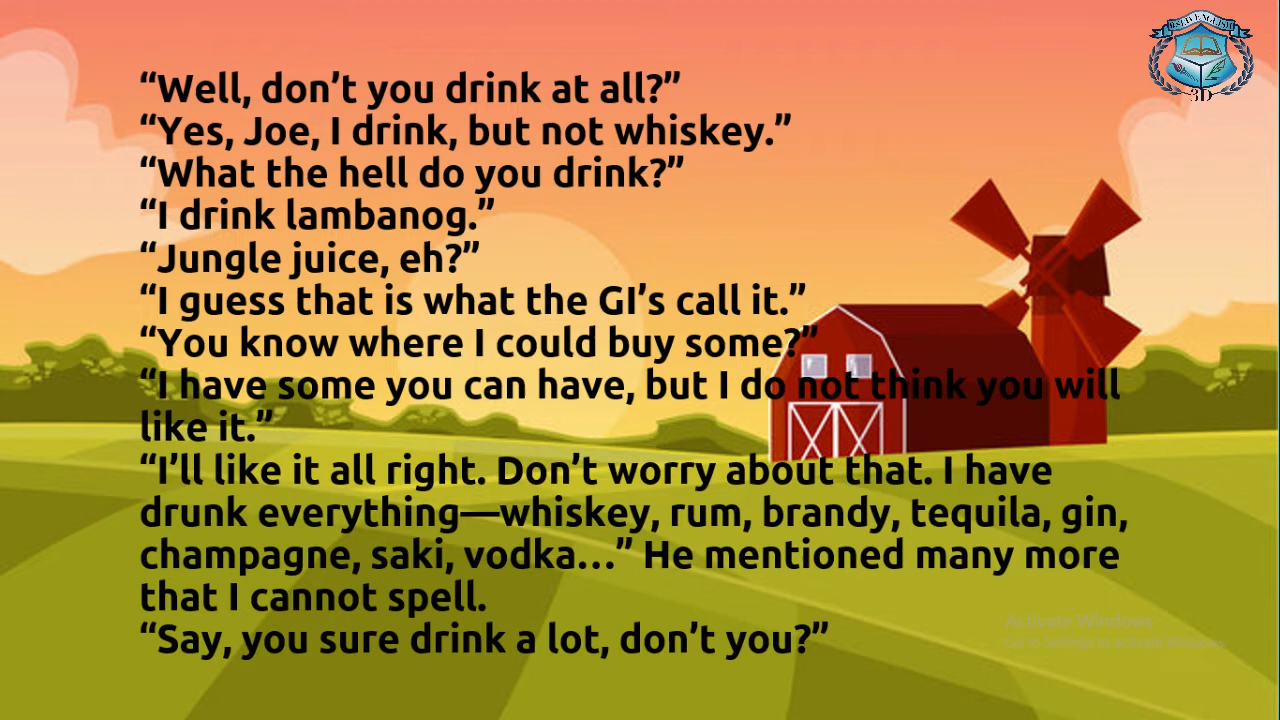 “Well, don’t you drink at all?”
“Yes, Joe, I drink, but not whiskey.”
“What the hell do you drink?”
“I drink lambanog.”
“Jungle juice, eh?”
“I guess that is what the GI’s call it.”
“You know where I could buy some?”
“I have some you can have, but I do not think you will
like it.”
“I’ll like it all right. Don’t worry about that. I have
drunk everything—whiskey, rum, brandy, tequila, gin,
champagne, saki, vodka...” He mentioned many more
that I cannot spell.
“Say, you sure drink a lot, don’t you?”
ENGLISH
3D
Activate Windows
Go to Settings to activate Windows.